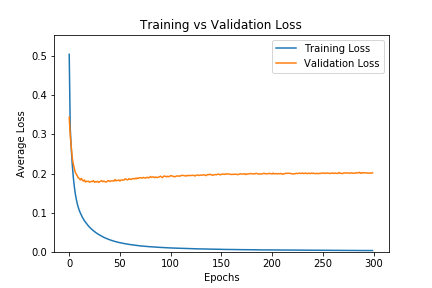 Training vs Validation Loss
Training Loss
Validation Loss
Average Loss
0.5
0.4
0.3
0.2
0.1
0.0
0 50 100 150 200 250 300
Epochs